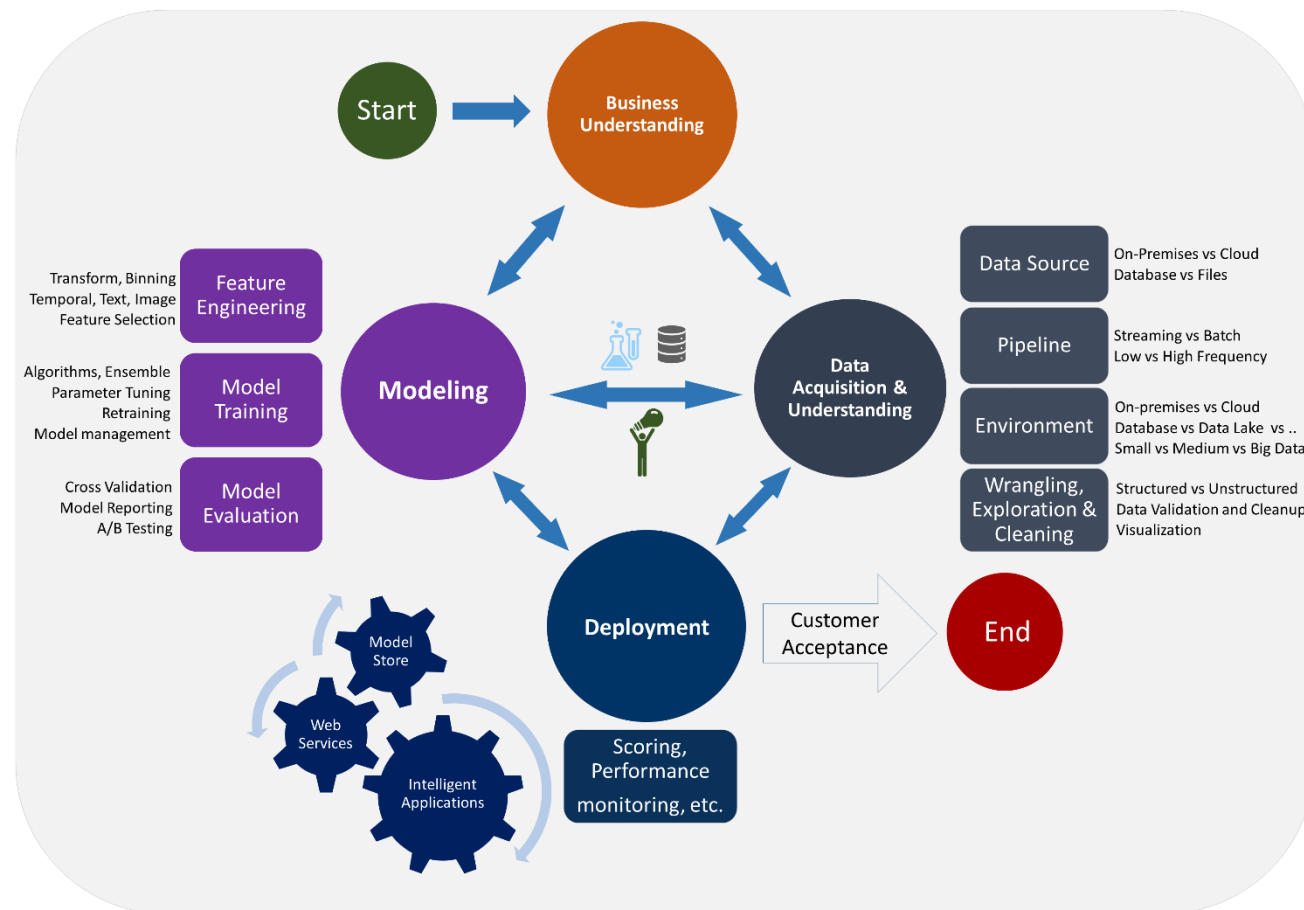 Start
Business
Understanding
Transform, Binning
Temporal, Text, Image
Feature Selection
Feature
Engineering
Algorithms, Ensemble
Parameter Tuning
Retraining
Model management
Model
Training
Cross Validation
Model Reporting
A/B Testing
Model
Evaluation
Modeling
Data
Acquisition &
Understanding
Data Source
On-Premises vs Cloud
Database vs Files
Pipeline
Streaming vs Batch
Low vs High Frequency
Environment
On-premises vs Cloud
Database vs Data Lake vs ..
Small vs Medium vs Big Data
Wrangling,
Exploration &
Cleaning
Structured vs Unstructured
Data Validation and Cleanup
Visualization
Deployment
Customer
Acceptance
End
Model
Store
Web
Services
Intelligent
Applications
Scoring,
Performance
monitoring, etc.